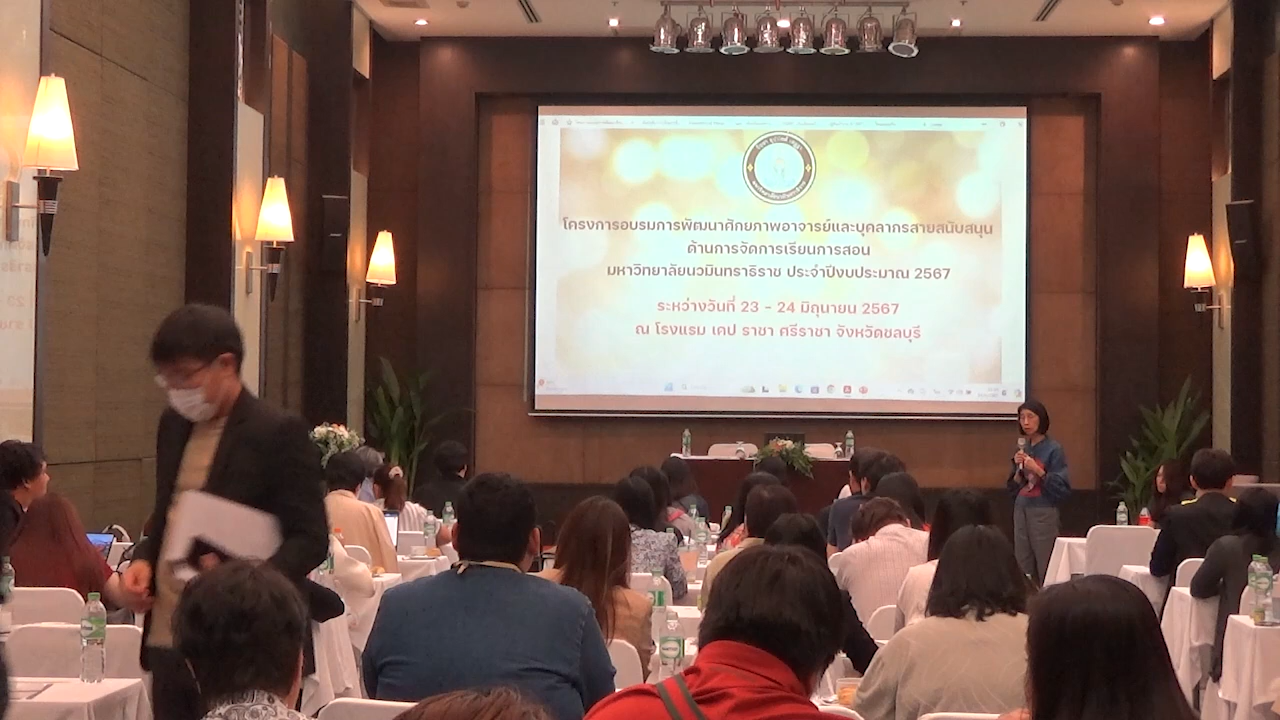 โครงการอบรมการพัฒนาศักยภาพอาจารย์และบุคลากรสายสนับสนุน
ด้านการจัดการเรียนการสอน
มหาวิทยาลัยนวมินทราธิราช ประจำปีงบประมาณ 2567
ระหว่างวันที่ 23 - 24 มิถุนายน 2567
ณ โรงแรม เคป ราชา ศรีราชา จังหวัดชลบุรี